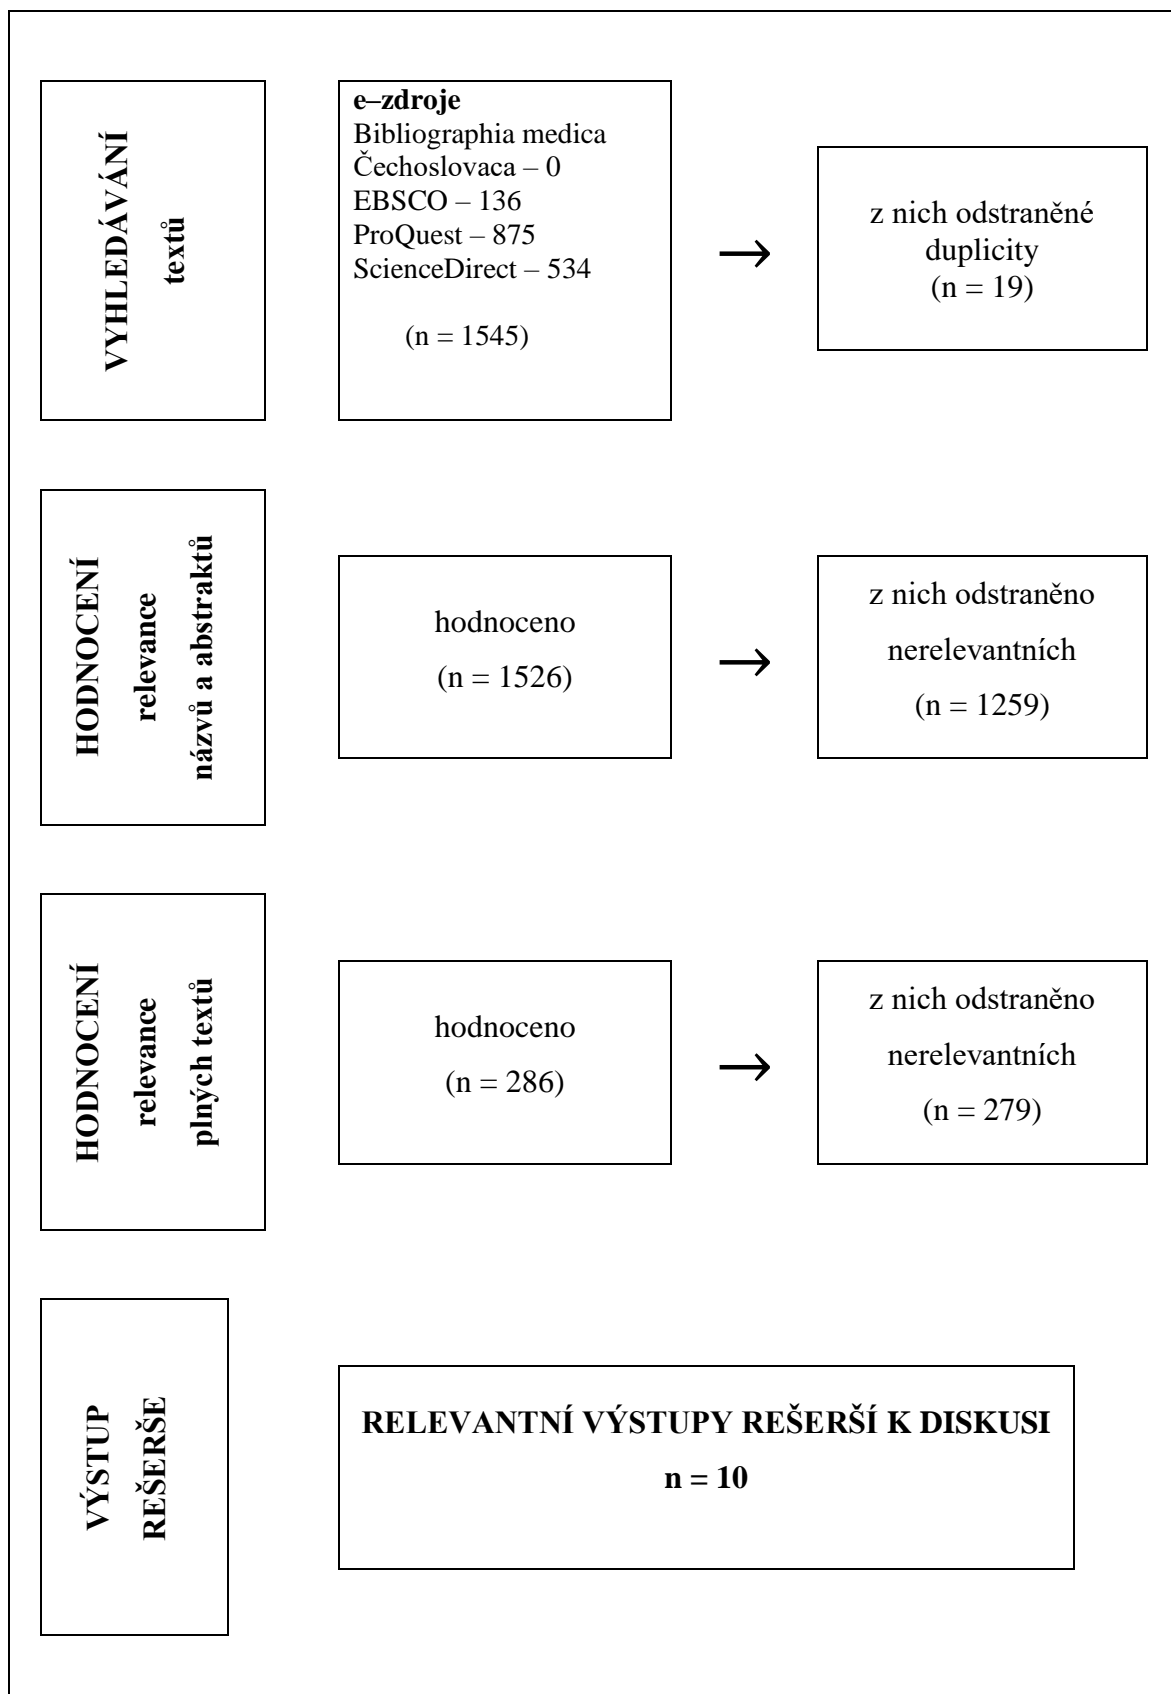 VYHLEDÁVÁNÍ
textů
e–zdroje
Bibliographia medica
Čechoslovaca – 0
EBSCO – 136
ProQuest – 875
ScienceDirect – 534
(n = 1545)
→
z nich odstraněné
duplicity
(n = 19)
HODNOCENÍ
relevance
názvů a abstraktů
hodnoceno
(n = 1526)
→
z nich odstraněno
nerelevantních
(n = 1259)
HODNOCENÍ
relevance
plných textů
hodnoceno
(n = 286)
→
z nich odstraněno
nerelevantních
(n = 279)
VÝSTUP
REŠERŠE
RELEVANTNÍ VÝSTUPY REŠERŠÍ K DISKUSI
n = 10